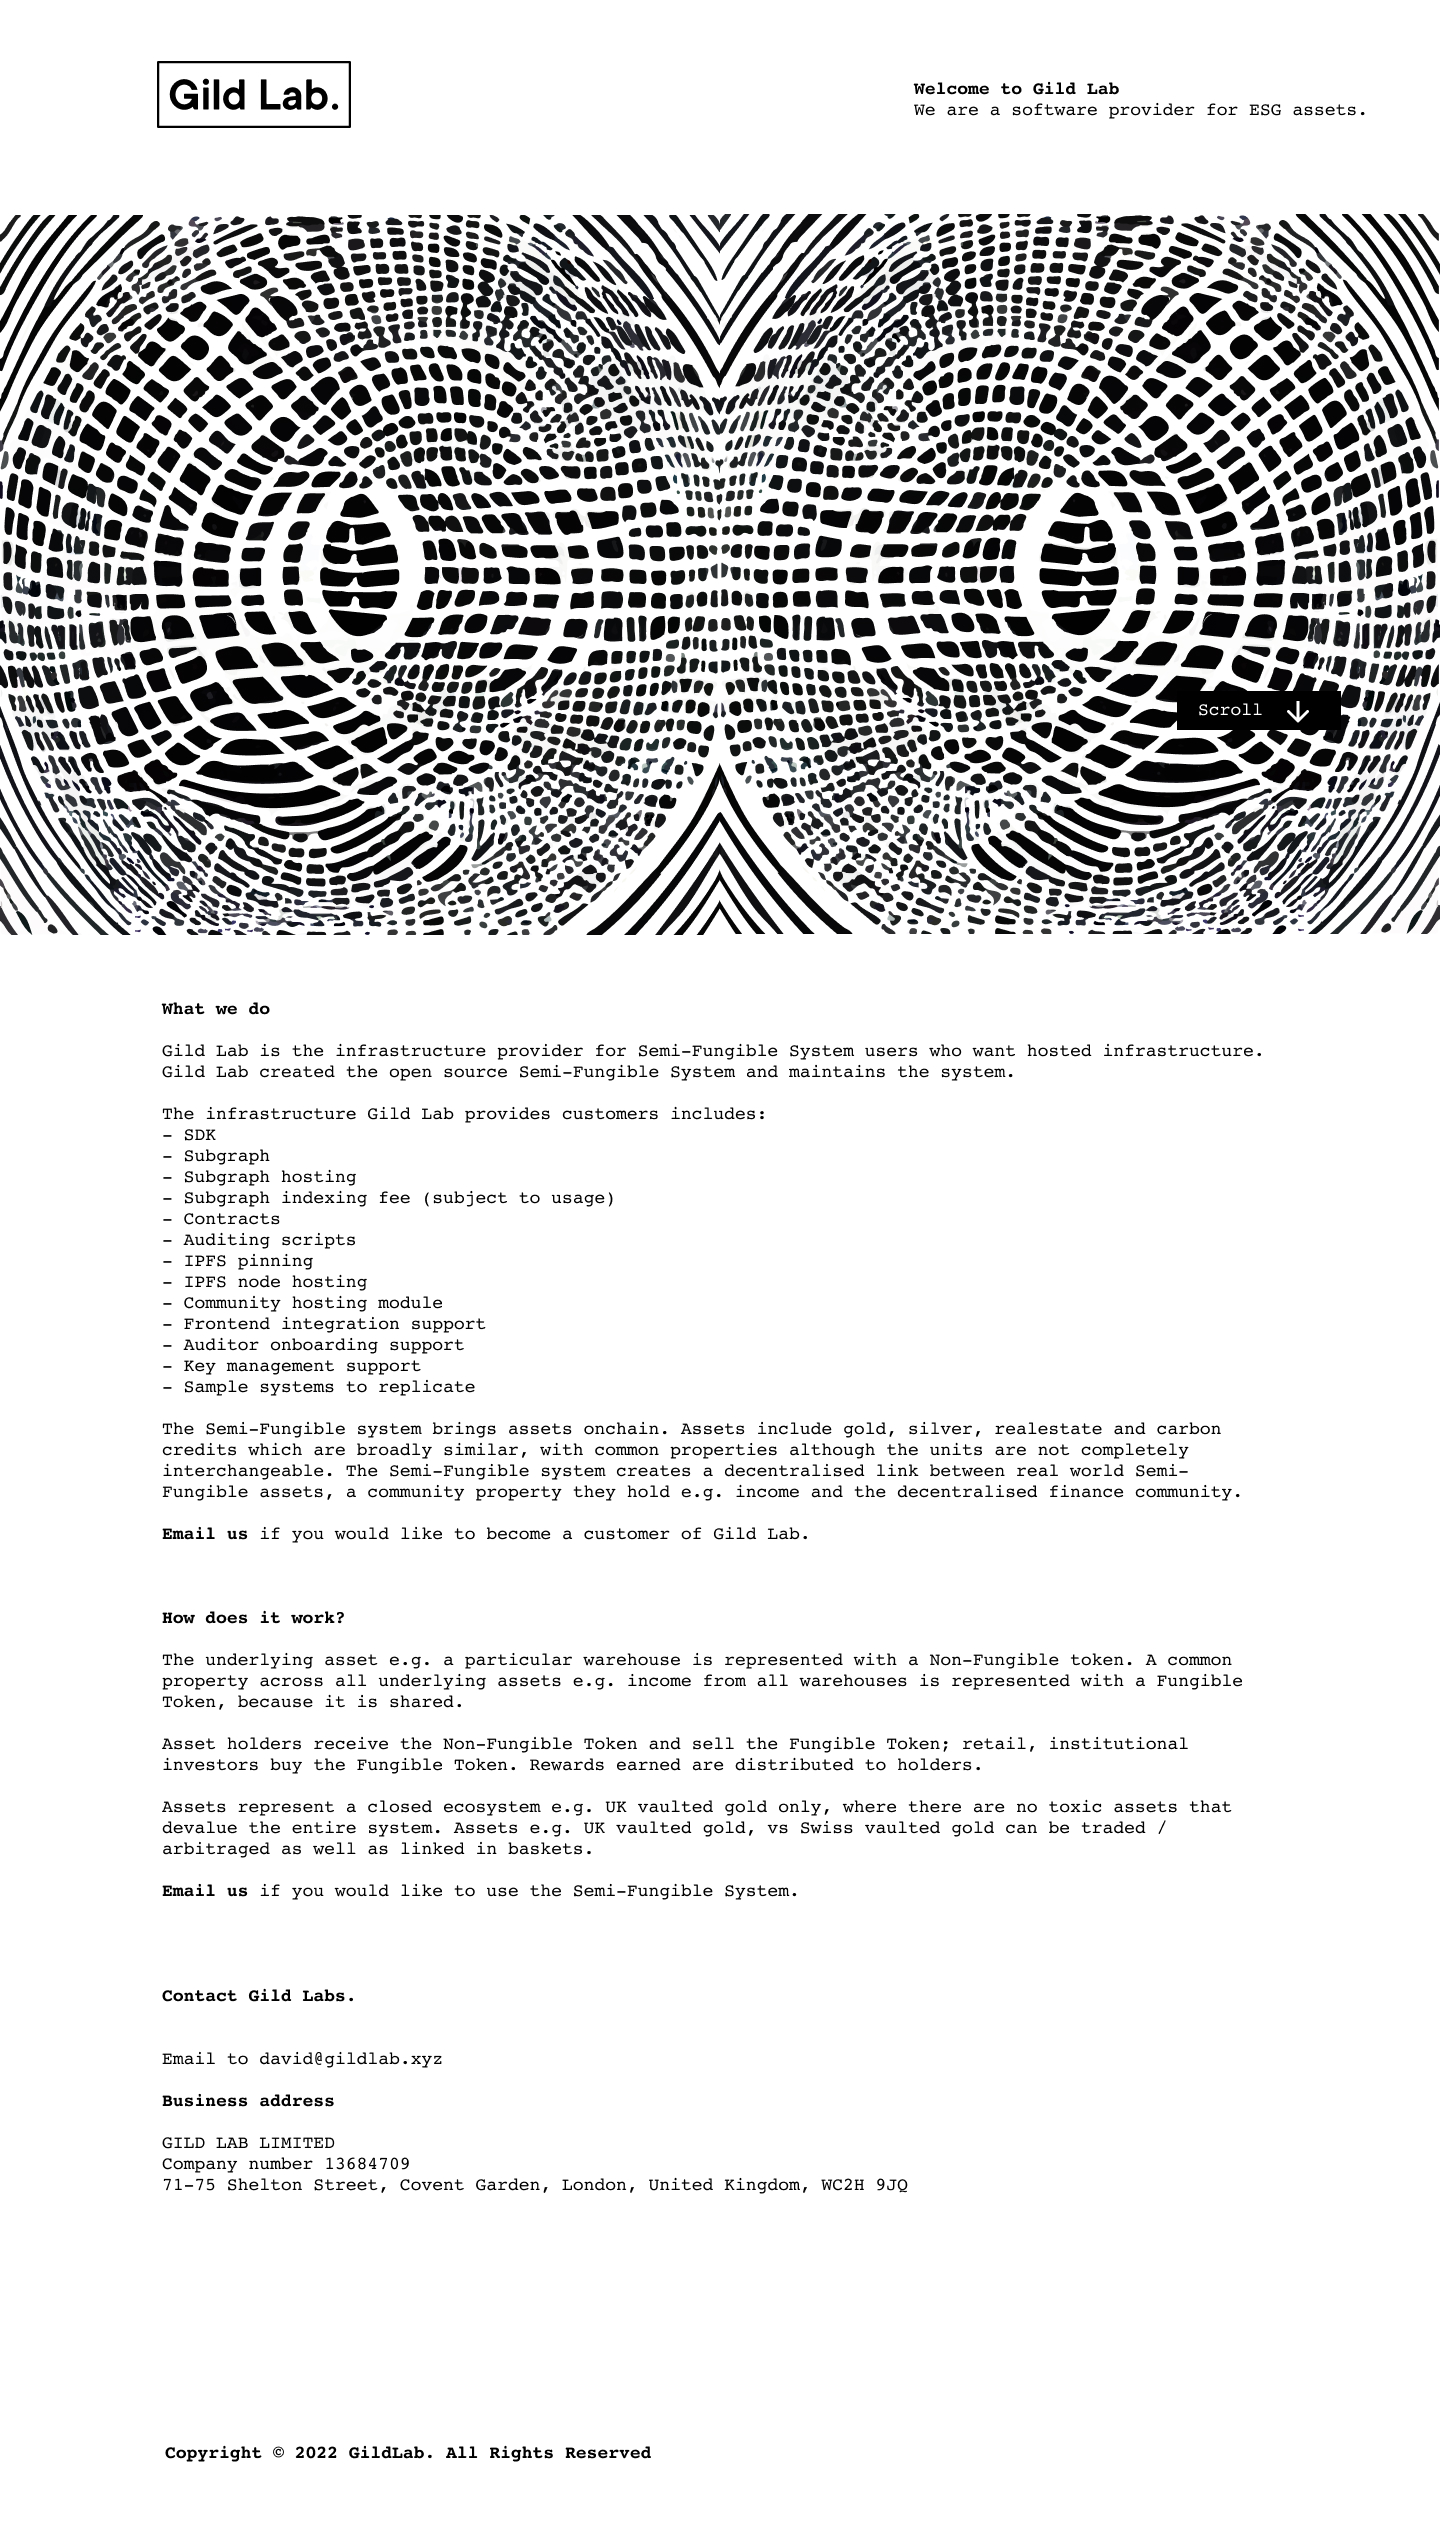 Gild Lab.
Welcome to Gild Lab
We are a software provider for ESG assets.
Scroll
What we do
Gild Lab is the infrastructure provider for Semi-Fungible System users who want hosted infrastructure.
Gild Lab created the open source Semi-Fungible System and maintains the system.
The infrastructure Gild Lab provides customers includes:
- SDK
- Subgraph
- Subgraph hosting
- Subgraph indexing fee (subject to usage)
- Contracts
- Auditing scripts
- IPFS pinning
- IPFS node hosting
- Community hosting module
- Frontend integration support
- Auditor onboarding support
- Key management support
- Sample systems to replicate
The Semi-Fungible system brings assets onchain. Assets include gold, silver, realestate and carbon
credits which are broadly similar, with common properties although the units are not completely
interchangeable. The Semi-Fungible system creates a decentralised link between real world Semi-
Fungible assets, a community property they hold e.g. income and the decentralised finance community.
Email us if you would like to become a customer of Gild Lab.
How does it work?
The underlying asset e.g. a particular warehouse is represented with a Non-Fungible token. A common
property across all underlying assets e.g. income from all warehouses is represented with a Fungible
Token, because it is shared.
Asset holders receive the Non-Fungible Token and sell the Fungible Token; retail, institutional
investors buy the Fungible Token. Rewards earned are distributed to holders.
Assets represent a closed ecosystem e.g. UK vaulted gold only, where there are no toxic assets that
devalue the entire system. Assets e.g. UK vaulted gold, vs Swiss vaulted gold can be traded /
arbitraged as well as linked in baskets.
Email us if you would like to use the Semi-Fungible System.
Contact Gild Labs.
Email to david@gildlab.xyz
Business address
GILD LAB LIMITED
Company number 13684709
71-75 Shelton Street, Covent Garden, London, United Kingdom, WC2H 9JQ
Copyright © 2022 GildLab. All Rights Reserved